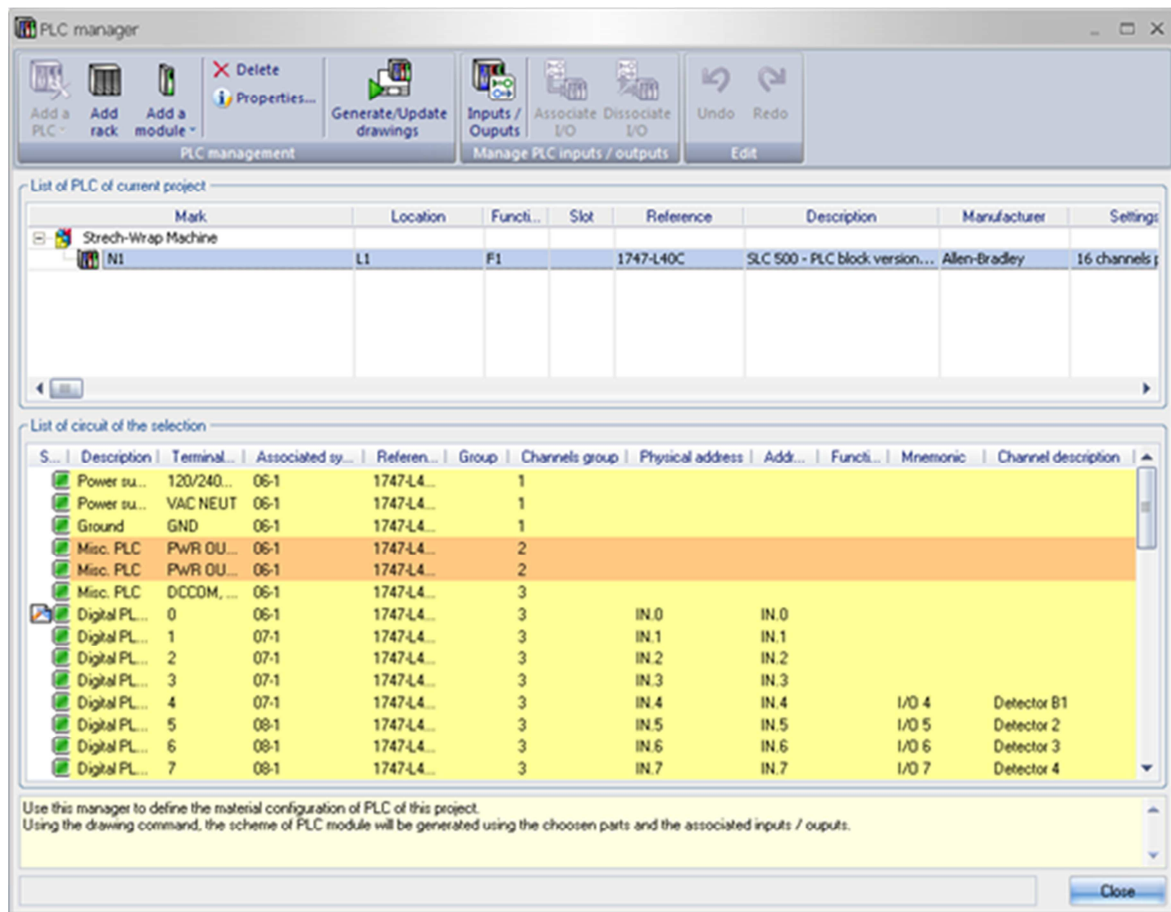 PLC manager
Add a PLC
Add rack
Add a module
Delete
Properties...
Generate/Update drawings
Inputs / Ouputs
Associate I/O
Dissociate I/O
Undo
Redo
PLC management
Manage PLC inputs / outputs
Edit
List of PLC of current project
Mark Location Functi... Slot Reference Description Manufacturer Settings
Strech-Wrap Machine
N1 L1 F1 1747-L40C SLC 500 - PLC block version... Allen-Bradley 16 channels p
List of circuit of the selection
S... Description Terminal... Associated sy... Referen... Group Channels group Physical address Addr... Functi... Mnemonic Channel description
Power su... 120/240... 06-1 1747-L4... 1
Power su... VAC NEUT 06-1 1747-L4... 1
Ground GND 06-1 1747-L4... 1
Misc. PLC PWR OU... 06-1 1747-L4... 2
Misc. PLC PWR OU... 06-1 1747-L4... 2
Misc. PLC DCCOM, ... 06-1 1747-L4... 3
Digital PL... 0 06-1 1747-L4... 3 IN.0 IN.0
Digital PL... 1 07-1 1747-L4... 3 IN.1 IN.1
Digital PL... 2 07-1 1747-L4... 3 IN.2 IN.2
Digital PL... 3 07-1 1747-L4... 3 IN.3 IN.3
Digital PL... 4 07-1 1747-L4... 3 IN.4 IN.4 I/O 4 Detector B1
Digital PL... 5 08-1 1747-L4... 3 IN.5 IN.5 I/O 5 Detector 2
Digital PL... 6 08-1 1747-L4... 3 IN.6 IN.6 I/O 6 Detector 3
Digital PL... 7 08-1 1747-L4... 3 IN.7 IN.7 I/O 7 Detector 4
Use this manager to define the material configuration of PLC of this project.
Using the drawing command, the scheme of PLC module will be generated using the choosen parts and the associated inputs / ouputs.
Close